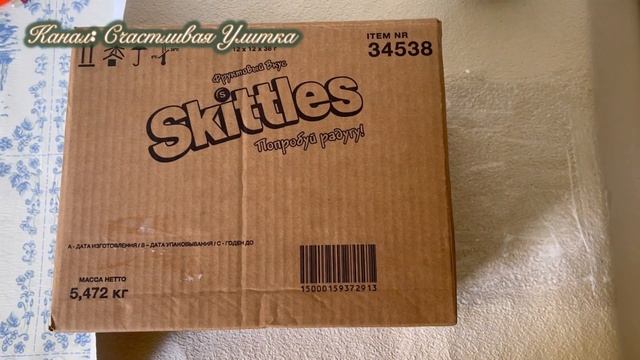 Канал: Счастливая Улитка
ITEM NR
34538
12 x 12 x 38 г
Фруктовый Вкус
S
Skittles
Попробуй радугу!
А - ДАТА ИЗГОТОВЛЕНИЯ / В – ДАТА УПАКОВЫВАНИЯ / С - ГОДЕН ДО
МАССА НЕТТО
5,472 кг
15000159372913